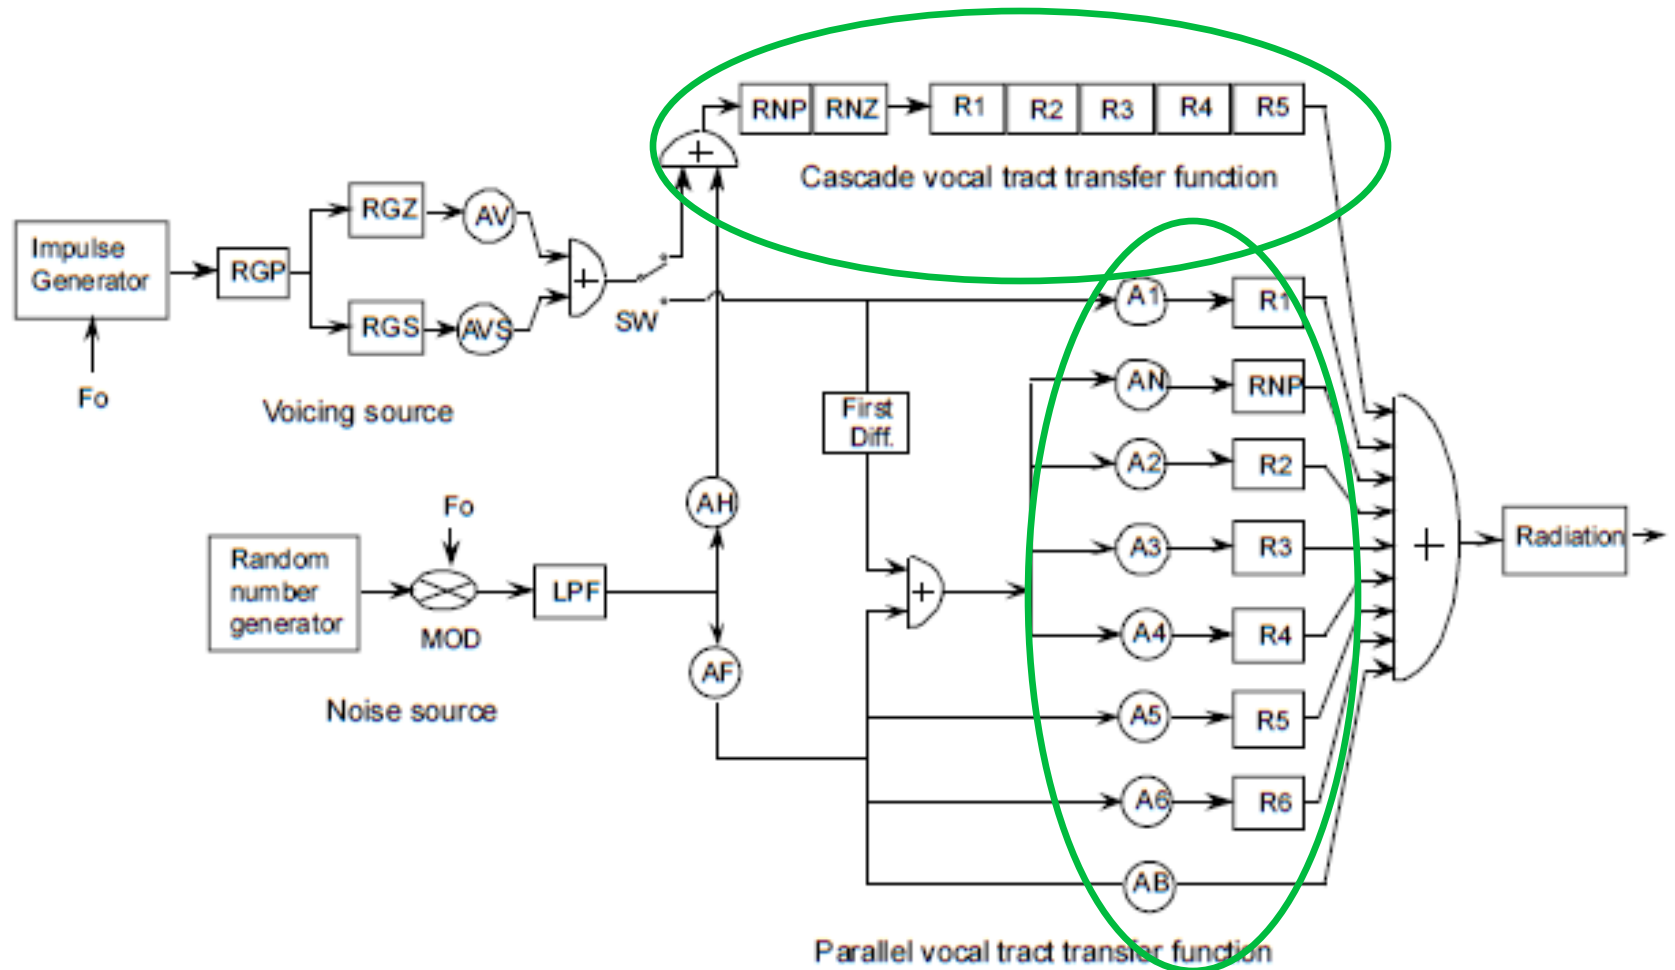 RNP RNZ R1 R2 R3 R4 R5
+
Cascade vocal tract transfer function
Impulse
Generator
RGP
RGZ
AV
+
RGS
AVS
SW
Fo
Voicing source
A1
R1
AN
RNP
First
Diff.
A2
R2
AH
Fo
Random
number
generator
MOD
LPF
+
A3
R3
+
Radiation
A4
R4
AF
Noise source
A5
R5
A6
R6
AB
Parallel vocal tract transfer function